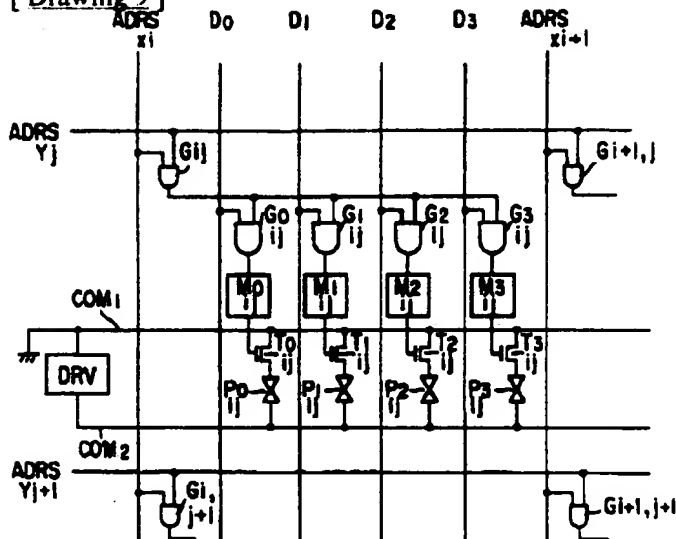 [ Drawing 9 ]
ADRS D0 D1 D2 D3 ADRS
xi xi+1
ADRS
Yj
Gij
Gi+1,j
G0 G1 G2 G3
ij ij ij ij
M0 M1 M2 M3
ij ij ij ij
COM1
T0 T1 T2 T3
ij ij ij ij
DRV
P0 P1 P2 P3
ij ij ij ij
COM2
ADRS
Yj+1
Gi,
j+i
Gi+1,j+1